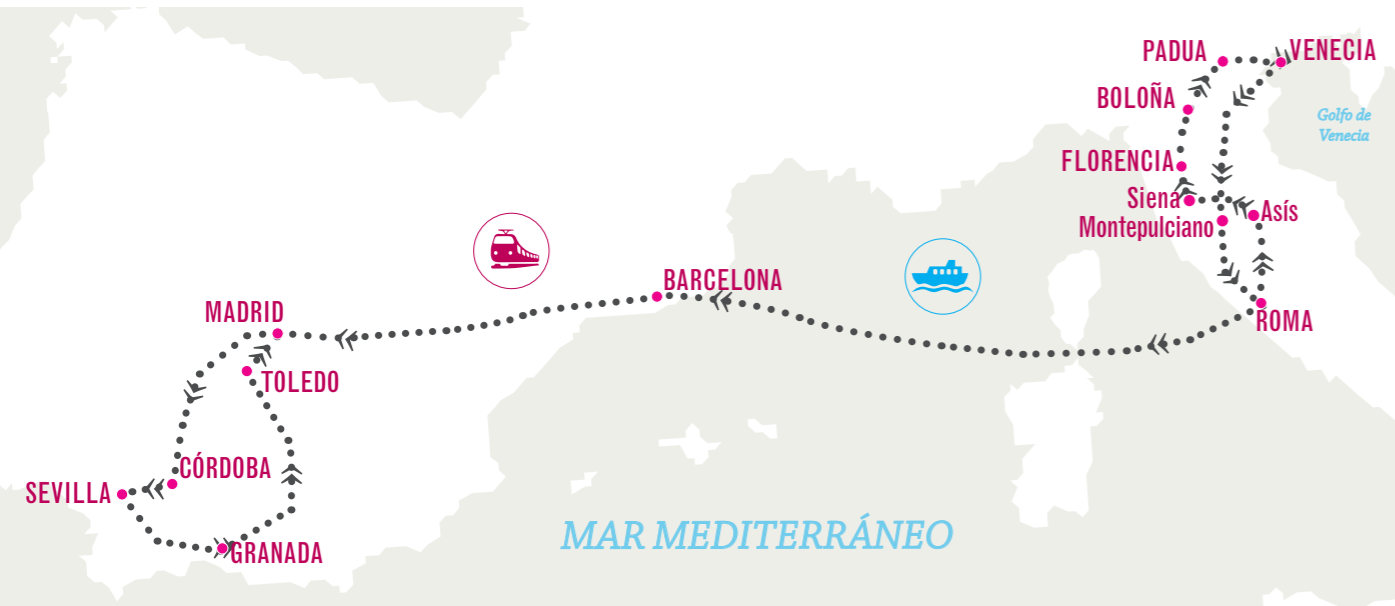 PADUA
VENECIA
BOLOÑA
Golfo de
Venecia
FLORENCIA
Siena
Asís
Montepulciano
BARCELONA
MADRID
ROMA
TOLEDO
CÓRDOBA
SEVILLA
MAR MEDITERRÁNEO
GRANADA